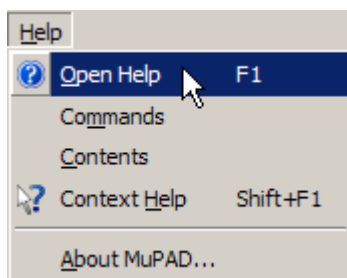 Help
Open Help F1
Commands
Contents
Context Help Shift+F1
About MuPAD...